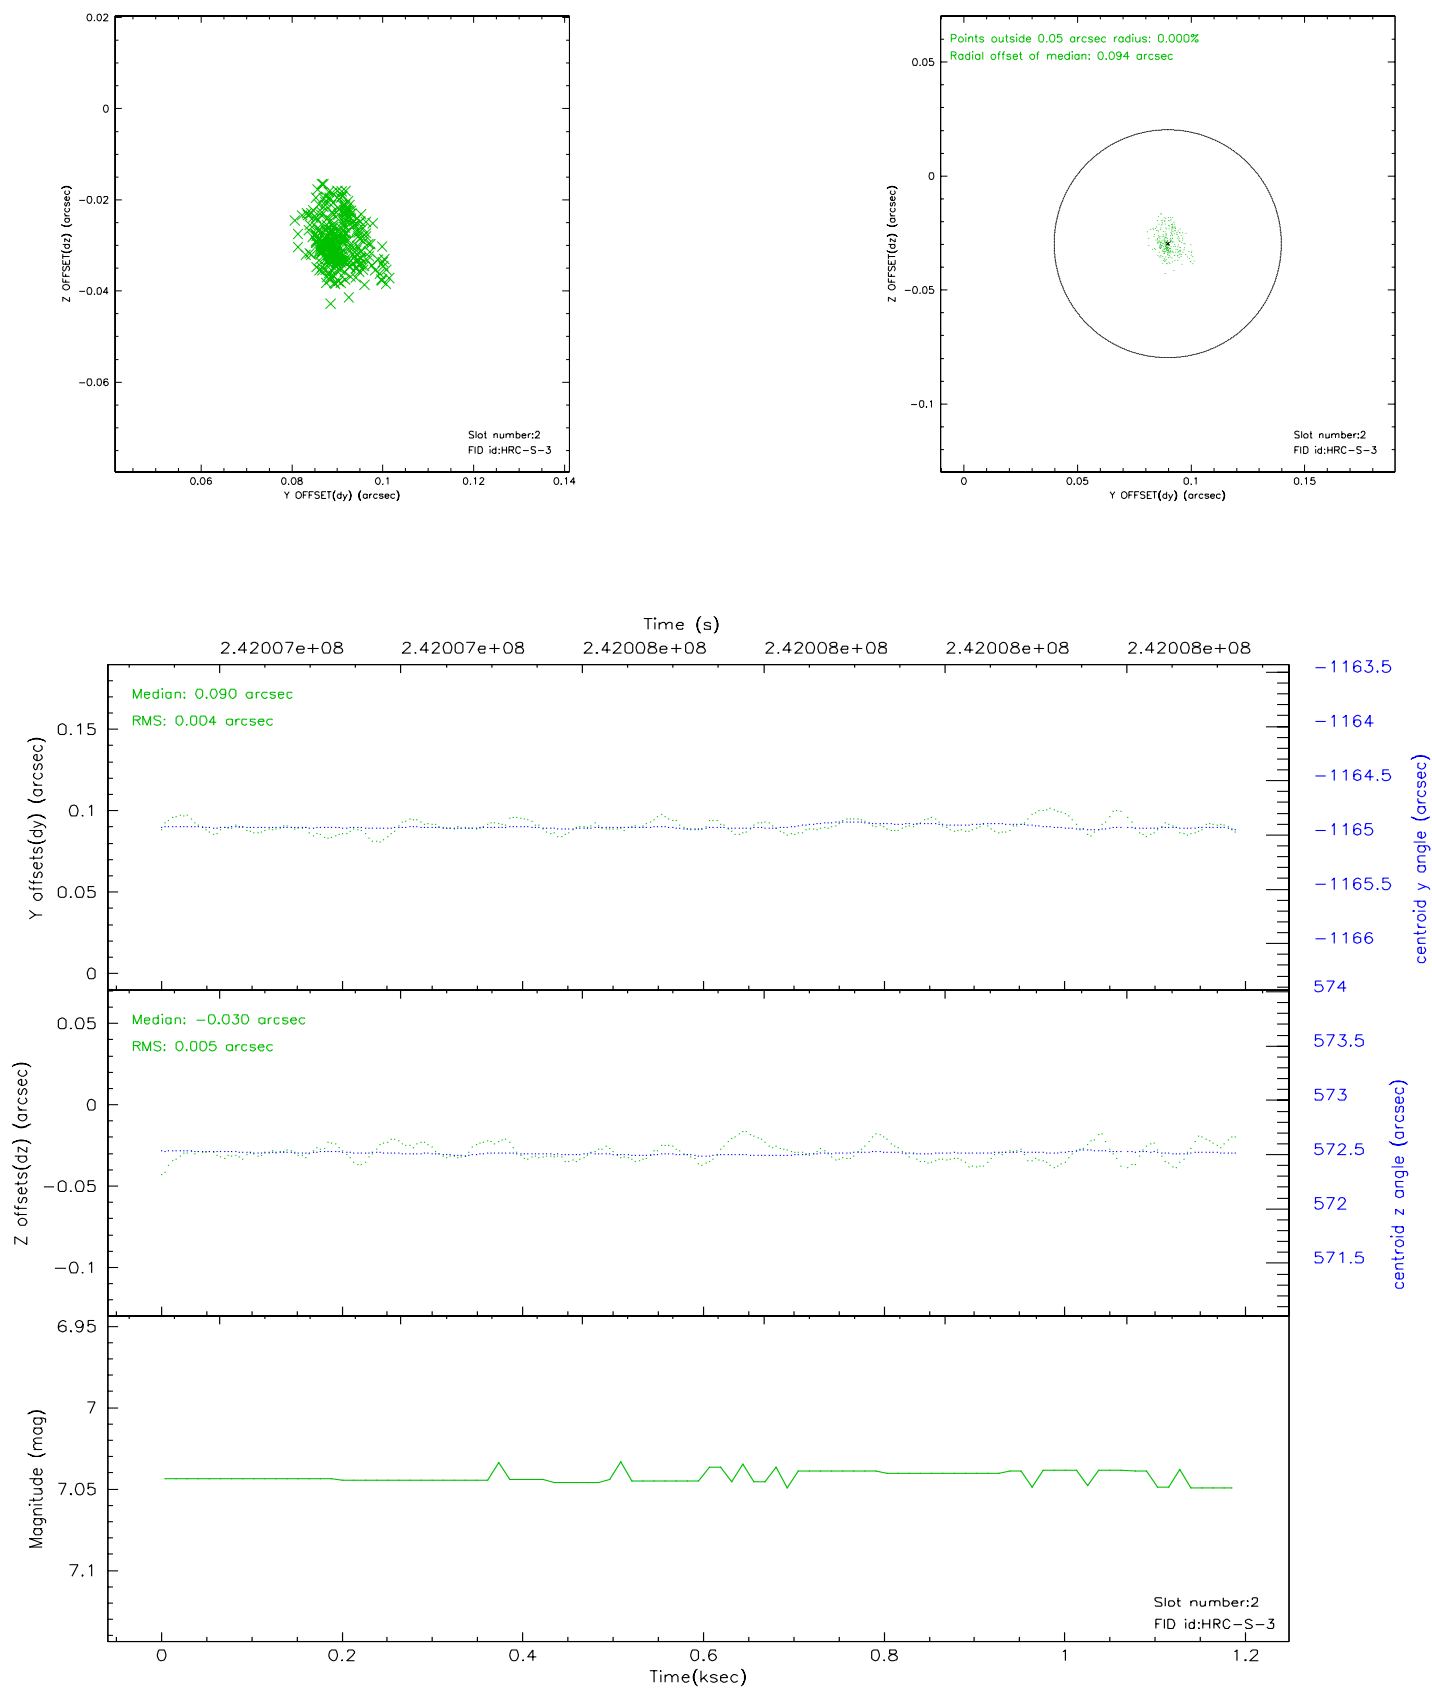 0.02
0
-0.02
-0.04
-0.06
Z OFFSET(dz) (arcsec)
Slot number:2
FID id:HRC-S-3
0.06 0.08 0.1 0.12 0.14
Y OFFSET(dy) (arcsec)
Points outside 0.05 arcsec radius: 0.000%
Radial offset of median: 0.094 arcsec
0.05
0
-0.05
-0.1
Z OFFSET(dz) (arcsec)
Slot number:2
FID id:HRC-S-3
0 0.05 0.1 0.15
Y OFFSET(dy) (arcsec)
Time (s)
2.42007e+08 2.42007e+08 2.42008e+08 2.42008e+08 2.42008e+08 2.42008e+08
Median: 0.090 arcsec
RMS: 0.004 arcsec
0.15
0.1
0.05
0
Y offsets(dy) (arcsec)
-1163.5
-1164
-1164.5
-1165
-1165.5
-1166
centroid y angle (arcsec)
Median: -0.030 arcsec
RMS: 0.005 arcsec
0.05
0
-0.05
-0.1
Z offsets(dz) (arcsec)
574
573.5
573
572.5
572
571.5
centroid z angle (arcsec)
6.95
7
7.05
7.1
Magnitude (mag)
Slot number:2
FID id:HRC-S-3
0 0.2 0.4 0.6 0.8 1 1.2
Time(ksec)